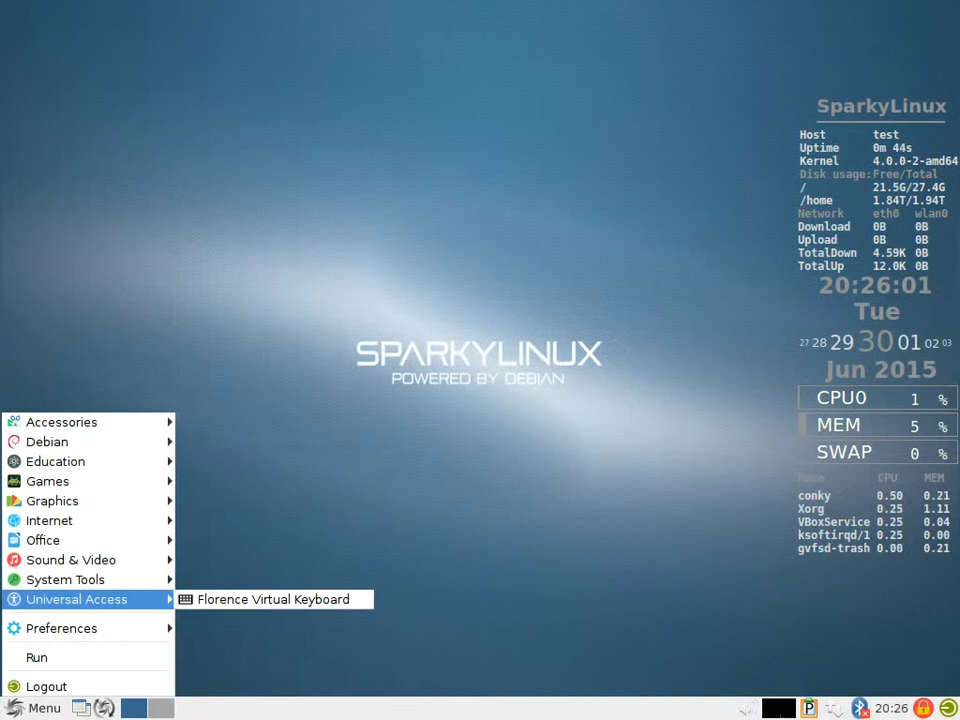 SparkyLinux
Host test
Uptime 0m 44s
Kernel 4.0.0-2-amd64
Disk usage:Free/Total
/ 21.5G/27.4G
/home 1.84T/1.94T
Network eth0 wlan0
Download 0B 0B
Upload 0B 0B
TotalDown 4.59K 0B
TotalUp 12.0K 0B
20:26:01
Tue
27 28 29 30 01 02 03
Jun 2015
CPU0 1 %
MEM 5 %
SWAP 0 %
Name CPU MEM
conky 0.50 0.21
Xorg 0.25 1.11
VBoxService 0.25 0.04
ksoftirqd/1 0.25 0.00
gvfsd-trash 0.00 0.21
SPARKYLINUX
POWERED BY DEBIAN
Accessories
Debian
Education
Games
Graphics
Internet
Office
Sound & Video
System Tools
Universal Access
Florence Virtual Keyboard
Preferences
Run
Logout
Menu
P
20:26